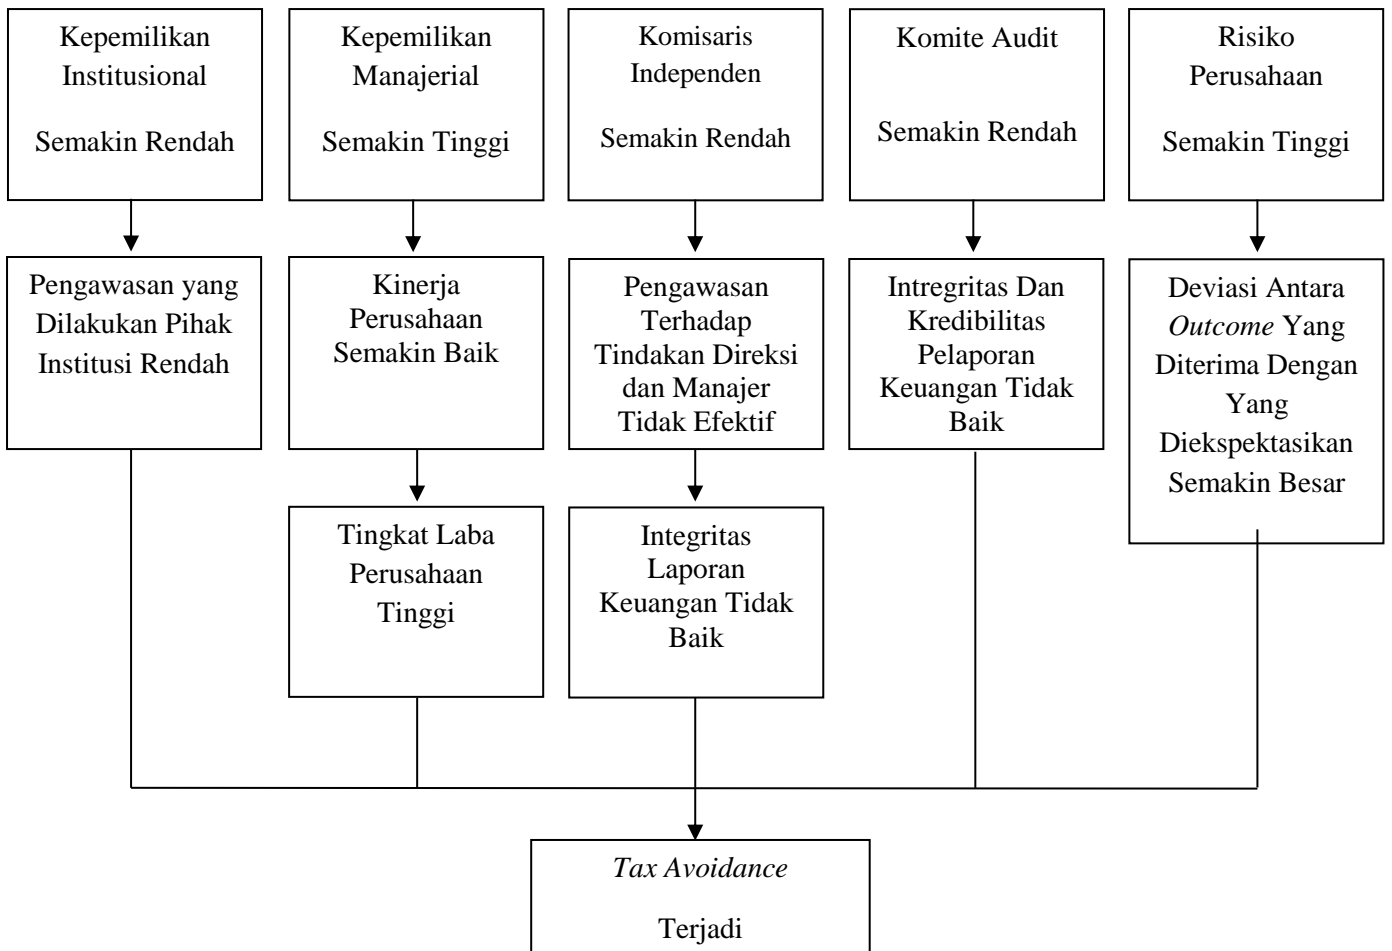 Kepemilikan
Institusional
Semakin Rendah
Kepemilikan
Manajerial
Semakin Tinggi
Komisaris
Independen
Semakin Rendah
Komite Audit
Semakin Rendah
Risiko
Perusahaan
Semakin Tinggi
Pengawasan yang
Dilakukan Pihak
Institusi Rendah
Kinerja
Perusahaan
Semakin Baik
Pengawasan
Terhadap
Tindakan Direksi
dan Manajer
Tidak Efektif
Intregritas Dan
Kredibilitas
Pelaporan
Keuangan Tidak
Baik
Deviasi Antara
Outcome Yang
Diterima Dengan
Yang
Diekspektasikan
Semakin Besar
Tingkat Laba
Perusahaan
Tinggi
Integritas
Laporan
Keuangan Tidak
Baik
Tax Avoidance
Terjadi